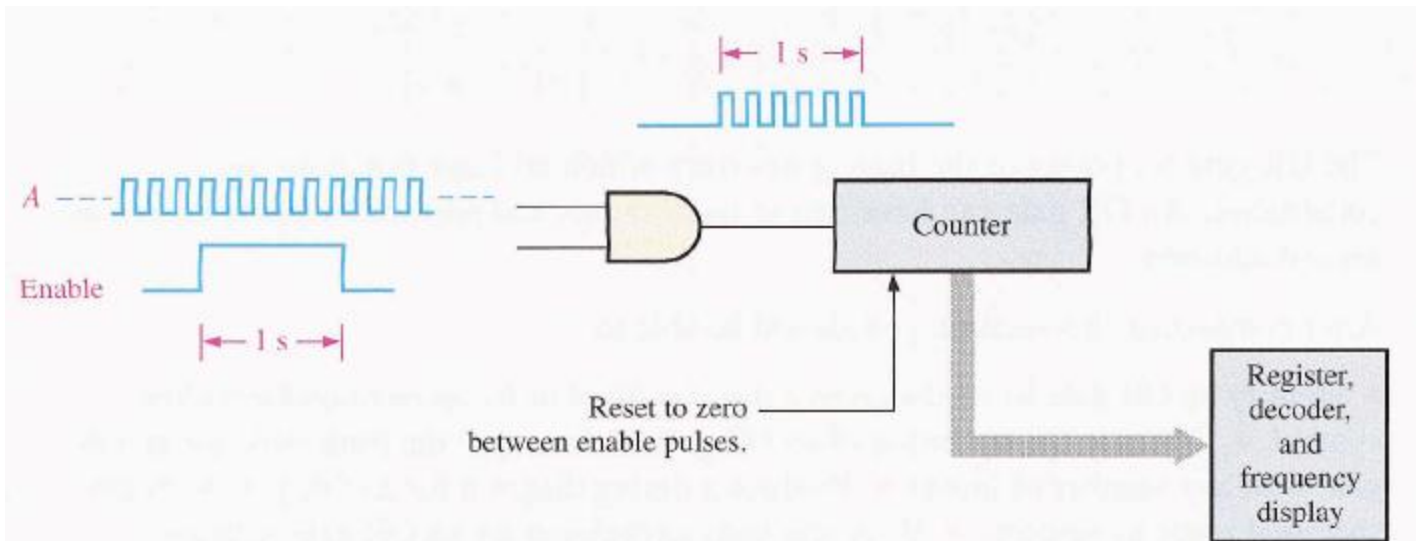 1 s
A
Enable
1 s
Counter
Reset to zero
between enable pulses.
Register,
decoder,
and
frequency
display